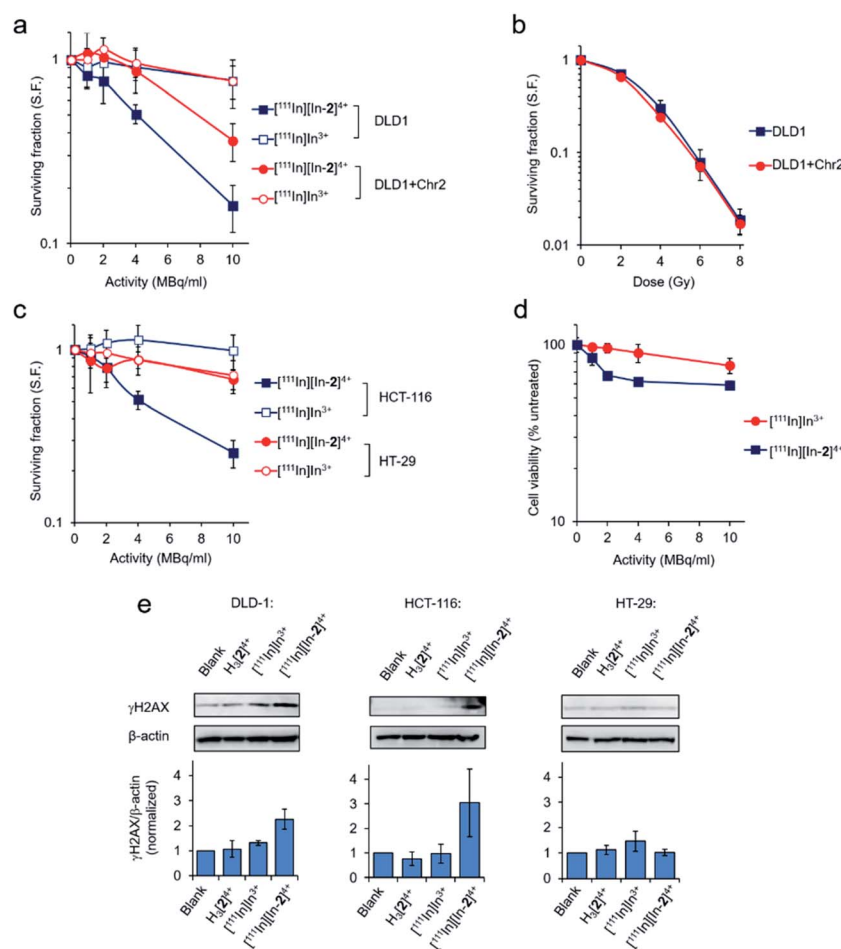 a
b
Surviving fraction (S.F.)
1
0.1
0 2 4 6 8 10
Activity (MBq/ml)
[¹¹¹In][In-2]⁴⁺
[¹¹¹In]In³⁺
DLD1
[¹¹¹In][In-2]⁴⁺
[¹¹¹In]In³⁺
DLD1+Chr2
Surviving fraction (S.F.)
1
0.1
0.01
0 2 4 6 8
Dose (Gy)
DLD1
DLD1+Chr2
c
d
Surviving fraction (S.F.)
1
0.1
0 2 4 6 8 10
Activity (MBq/ml)
[¹¹¹In][In-2]⁴⁺
[¹¹¹In]In³⁺
HCT-116
[¹¹¹In][In-2]⁴⁺
[¹¹¹In]In³⁺
HT-29
Cell viability (% untreated)
100
10
0 2 4 6 8 10
Activity (MBq/ml)
[¹¹¹In]In³⁺
[¹¹¹In][In-2]⁴⁺
e
DLD-1:
HCT-116:
HT-29:
Blank H₃[2]⁴⁺ [¹¹¹In]In³⁺ [¹¹¹In][In-2]⁴⁺
Blank H₃[2]⁴⁺ [¹¹¹In]In³⁺ [¹¹¹In][In-2]⁴⁺
Blank H₃[2]⁴⁺ [¹¹¹In]In³⁺ [¹¹¹In][In-2]⁴⁺
γH2AX
β-actin
γH2AX/β-actin
(normalized)
4
3
2
1
0
4
3
2
1
0
4
3
2
1
0
Blank H₃[2]⁴⁺ [¹¹¹In]In³⁺ [¹¹¹In][In-2]⁴⁺
Blank H₃[2]⁴⁺ [¹¹¹In]In³⁺ [¹¹¹In][In-2]⁴⁺
Blank H₃[2]⁴⁺ [¹¹¹In]In³⁺ [¹¹¹In][In-2]⁴⁺